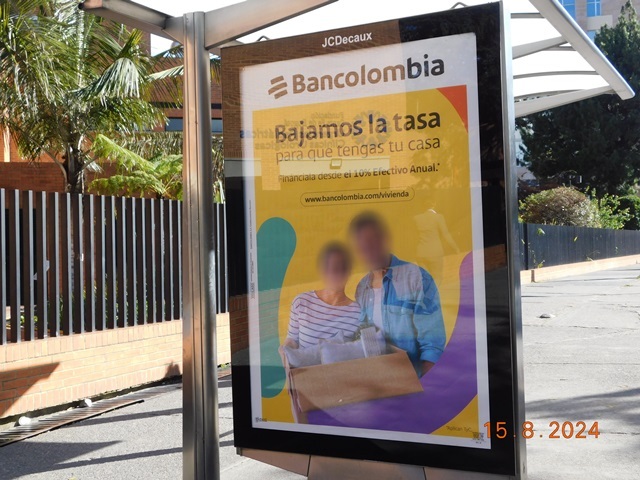 JCDecaux
Bancolombia
Bajamos la tasa
para que tengas tu casa
Finánciala desde el 10% Efectivo Anual.*
www.bancolombia.com/vivienda
15.8.2024